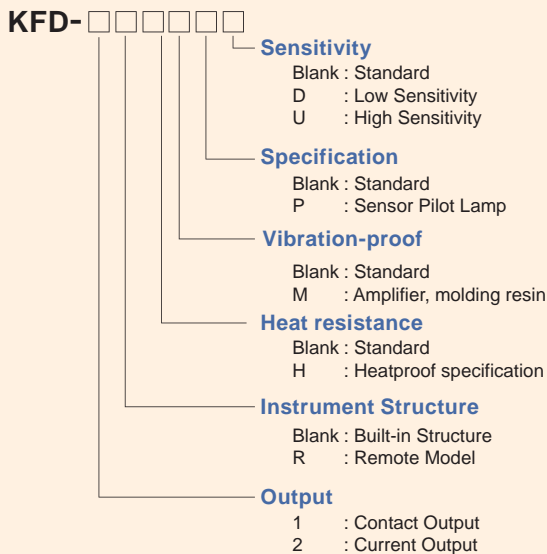 KFD-□□□□□□
Sensitivity
Blank : Standard
D : Low Sensitivity
U : High Sensitivity
Specification
Blank : Standard
P : Sensor Pilot Lamp
Vibration-proof
Blank : Standard
M : Amplifier, molding resin
Heat resistance
Blank : Standard
H : Heatproof specification
Instrument Structure
Blank : Built-in Structure
R : Remote Model
Output
1 : Contact Output
2 : Current Output